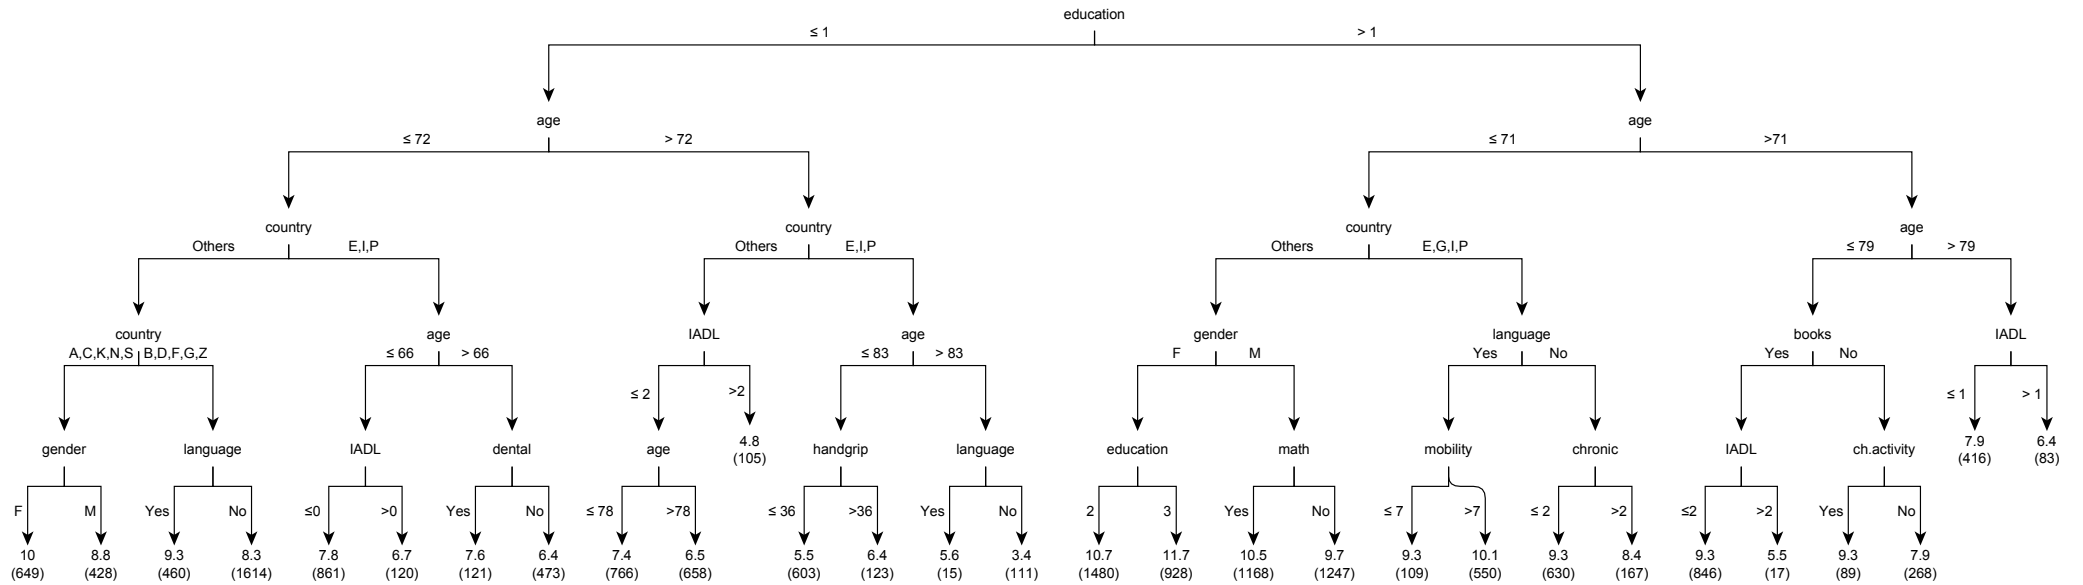 education
≤ 1 > 1
age age
≤ 72 > 72 ≤ 71 >71
country country country age
Others E,I,P Others E,I,P Others E,G,I,P ≤ 79 > 79
country age IADL age gender language books IADL
A,C,K,N,S B,D,F,G,Z ≤ 66 > 66 ≤ 83 > 83 F M Yes No Yes No
≤ 2 >2 ≤ 1 > 1
4.8 7.9 6.4
(105) (416) (83)
gender language IADL dental age handgrip language education math mobility chronic IADL ch.activity
F M Yes No ≤0 >0 Yes No ≤ 78 >78 ≤ 36 >36 Yes No 2 3 Yes No ≤ 7 >7 ≤ 2 >2 ≤2 >2 Yes No
10 8.8 9.3 8.3 7.8 6.7 7.6 6.4 7.4 6.5 5.5 6.4 5.6 3.4 10.7 11.7 10.5 9.7 9.3 10.1 9.3 8.4 9.3 5.5 9.3 7.9
(649) (428) (460) (1614) (861) (120) (121) (473) (766) (658) (603) (123) (15) (111) (1480) (928) (1168) (1247) (109) (550) (630) (167) (846) (17) (89) (268)